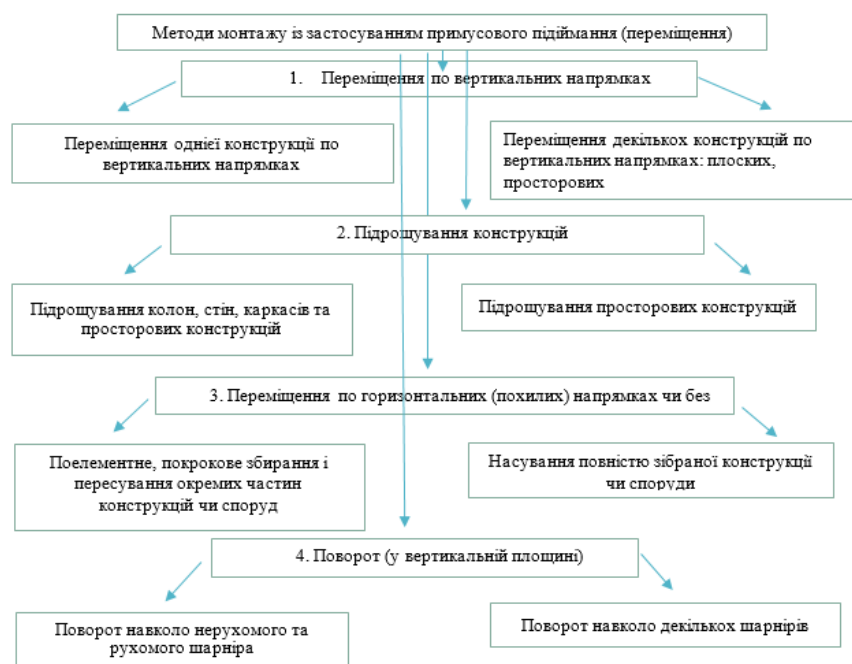 Методи монтажу із застосуванням примусового підіймання (переміщення)
1. Переміщення по вертикальних напрямках
Переміщення однієї конструкції по
вертикальних напрямках
Переміщення декількох конструкцій по
вертикальних напрямках: плоских,
просторових
2. Підрощування конструкцій
Підрощування колон, стін, каркасів та
просторових конструкцій
Підрощування просторових конструкцій
3. Переміщення по горизонтальних (похилих) напрямках чи без
Поелементне, покрокове збирання і
пересування окремих частин
конструкцій чи споруд
Насування повністю зібраної конструкції
чи споруди
4. Поворот (у вертикальній площині)
Поворот навколо нерухомого та
рухомого шарніра
Поворот навколо декількох шарнірів